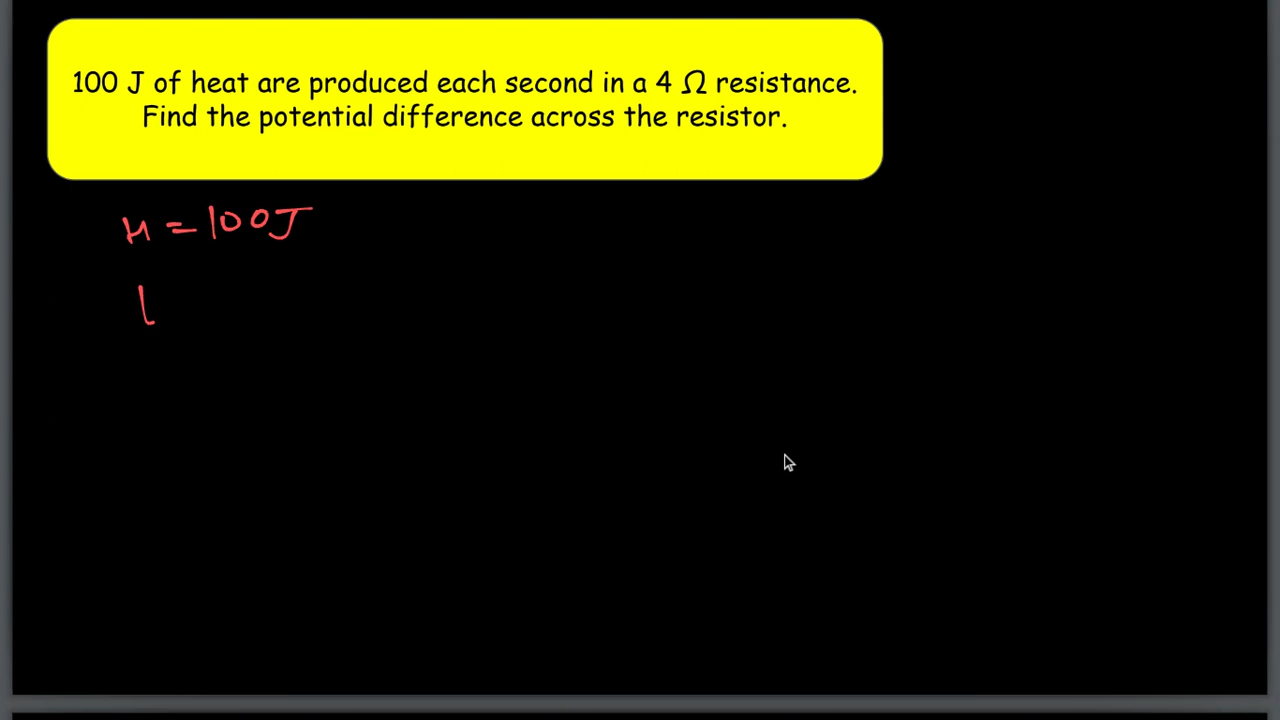 100 J of heat are produced each second in a 4 Ω resistance.
Find the potential difference across the resistor.
H = 100J